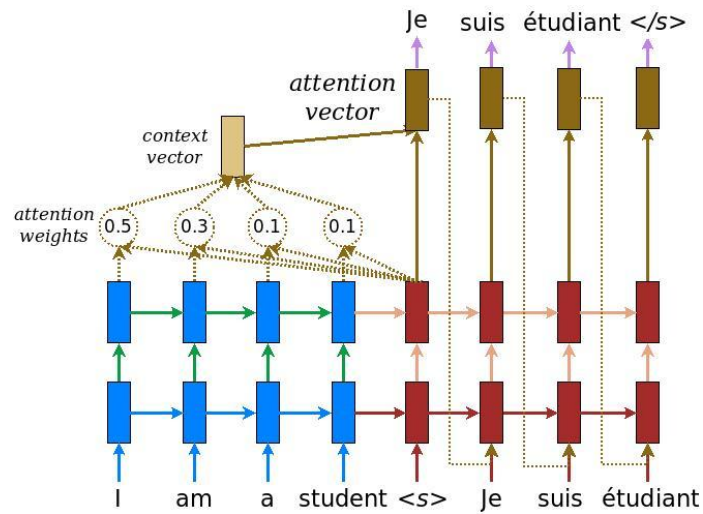 Je suis étudiant </s>
attention
vector
context
vector
attention
weights
0.5 0.3 0.1 0.1
I am a student <s> Je suis étudiant